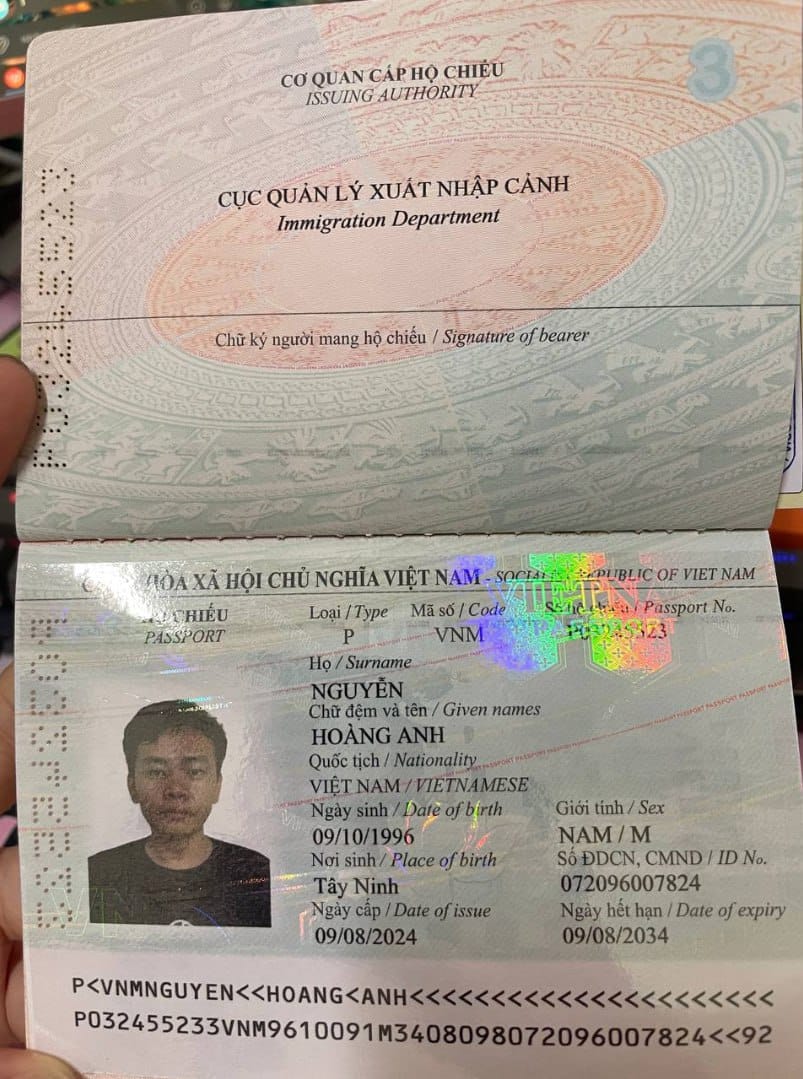 3
CƠ QUAN CẤP HỘ CHIẾU
ISSUING AUTHORITY
CỤC QUẢN LÝ XUẤT NHẬP CẢNH
Immigration Department
Chữ ký người mang hộ chiếu / Signature of bearer
HÒA XÃ HỘI CHỦ NGHĨA VIỆT NAM - REPUBLIC OF VIET NAM
CHIẾU
PASSPORT
Loại / Type Mã số / Code / Passport No.
P VNM
Họ / Surname
NGUYỄN
Chữ đệm và tên / Given names
HOÀNG ANH
Quốc tịch / Nationality
VIỆT NAM / VIETNAMESE
Ngày sinh / Date of birth Giới tính / Sex
09/10/1996 NAM / M
Nơi sinh / Place of birth Số ĐDCN, CMND / ID No.
Tây Ninh 072096007824
Ngày cấp / Date of issue Ngày hết hạn / Date of expiry
09/08/2024 09/08/2034
P<VNMNGUYEN<<HOANG<ANH<<<<<<<<<<<<<<<<<<<<<<
P032455233VNM9610091M3408098072096007824<<92